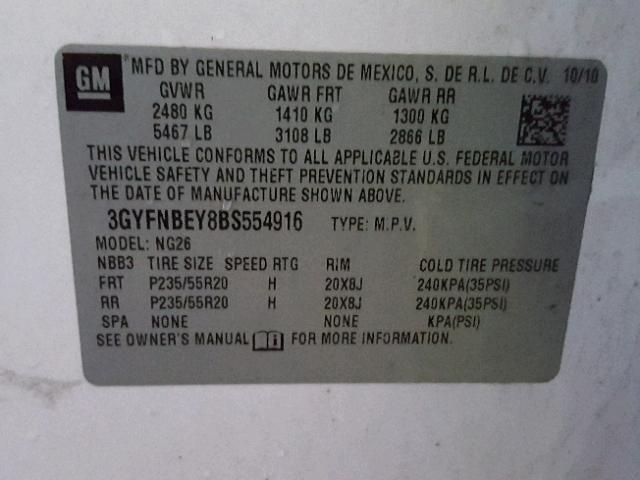 GM MFD BY GENERAL MOTORS DE MEXICO, S. DE R.L. DE C.V. 10/10
GVWR GAWR FRT GAWR RR
2480 KG 1410 KG 1300 KG
5467 LB 3108 LB 2866 LB
THIS VEHICLE CONFORMS TO ALL APPLICABLE U.S. FEDERAL MOTOR
VEHICLE SAFETY AND THEFT PREVENTION STANDARDS IN EFFECT ON
THE DATE OF MANUFACTURE SHOWN ABOVE.
3GYFNBEY8BS554916 TYPE: M.P.V.
MODEL: NG26
NBB3 TIRE SIZE SPEED RTG RIM COLD TIRE PRESSURE
FRT P235/55R20 H 20X8J 240KPA(35PSI)
RR P235/55R20 H 20X8J 240KPA(35PSI)
SPA NONE NONE KPA(PSI)
SEE OWNER'S MANUAL FOR MORE INFORMATION.